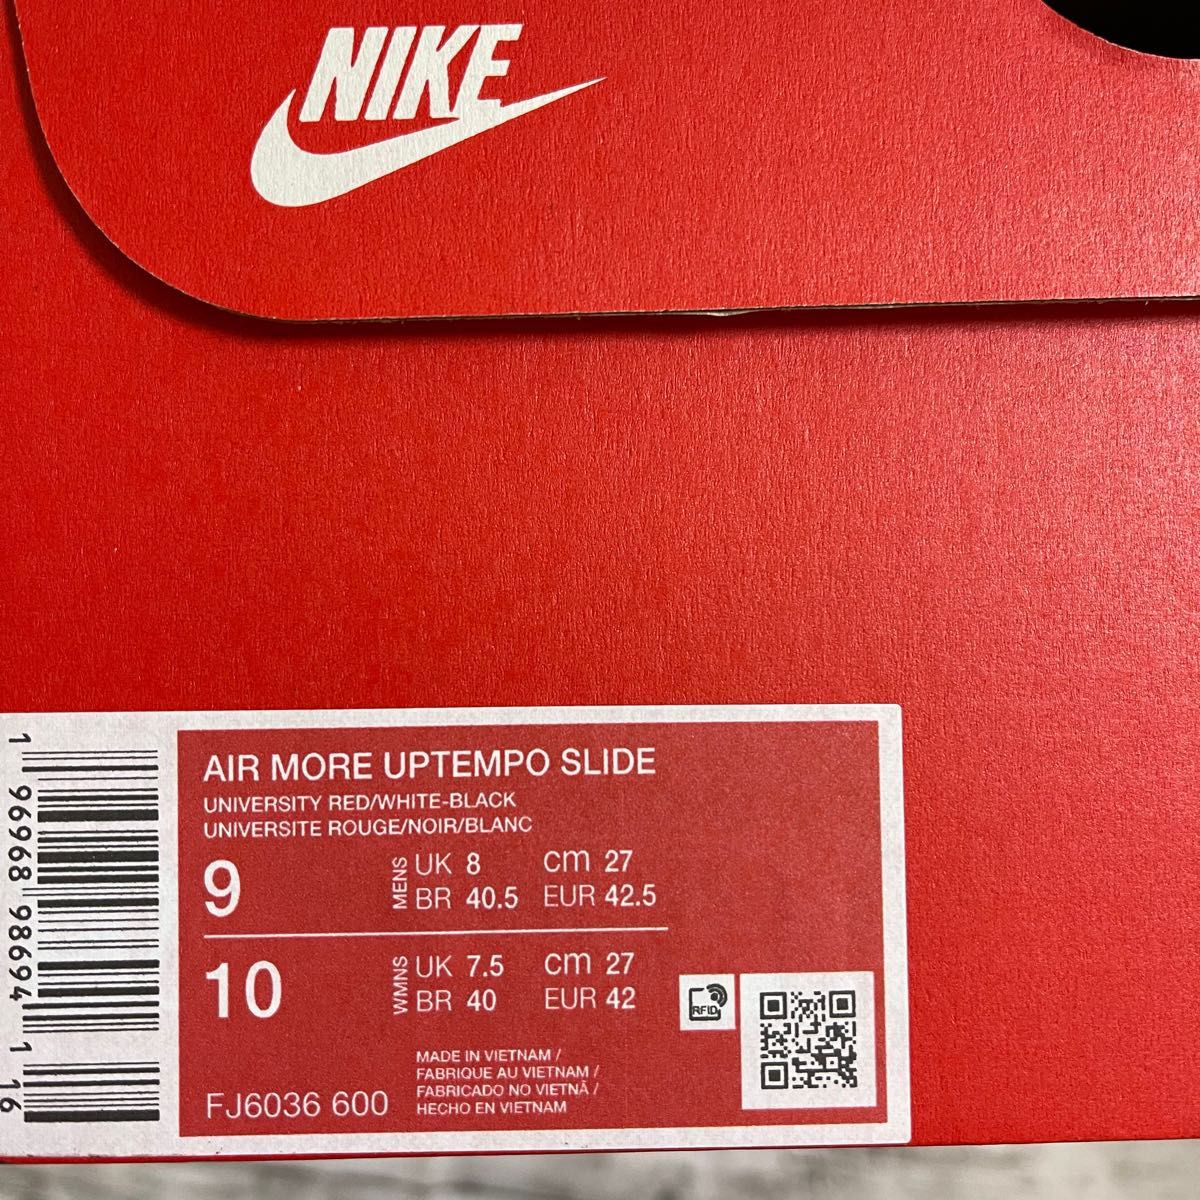 NIKE
AIR MORE UPTEMPO SLIDE
UNIVERSITY RED/WHITE-BLACK
UNIVERSITE ROUGE/NOIR/BLANC
9 MENS UK 8 cm 27
BR 40.5 EUR 42.5
10 WMNS UK 7.5 cm 27
BR 40 EUR 42
RFID
MADE IN VIETNAM /
FABRIQUE AU VIETNAM /
FABRICADO NO VIETNÃ /
HECHO EN VIETNAM
FJ6036 600
1 96968 98694 1 16